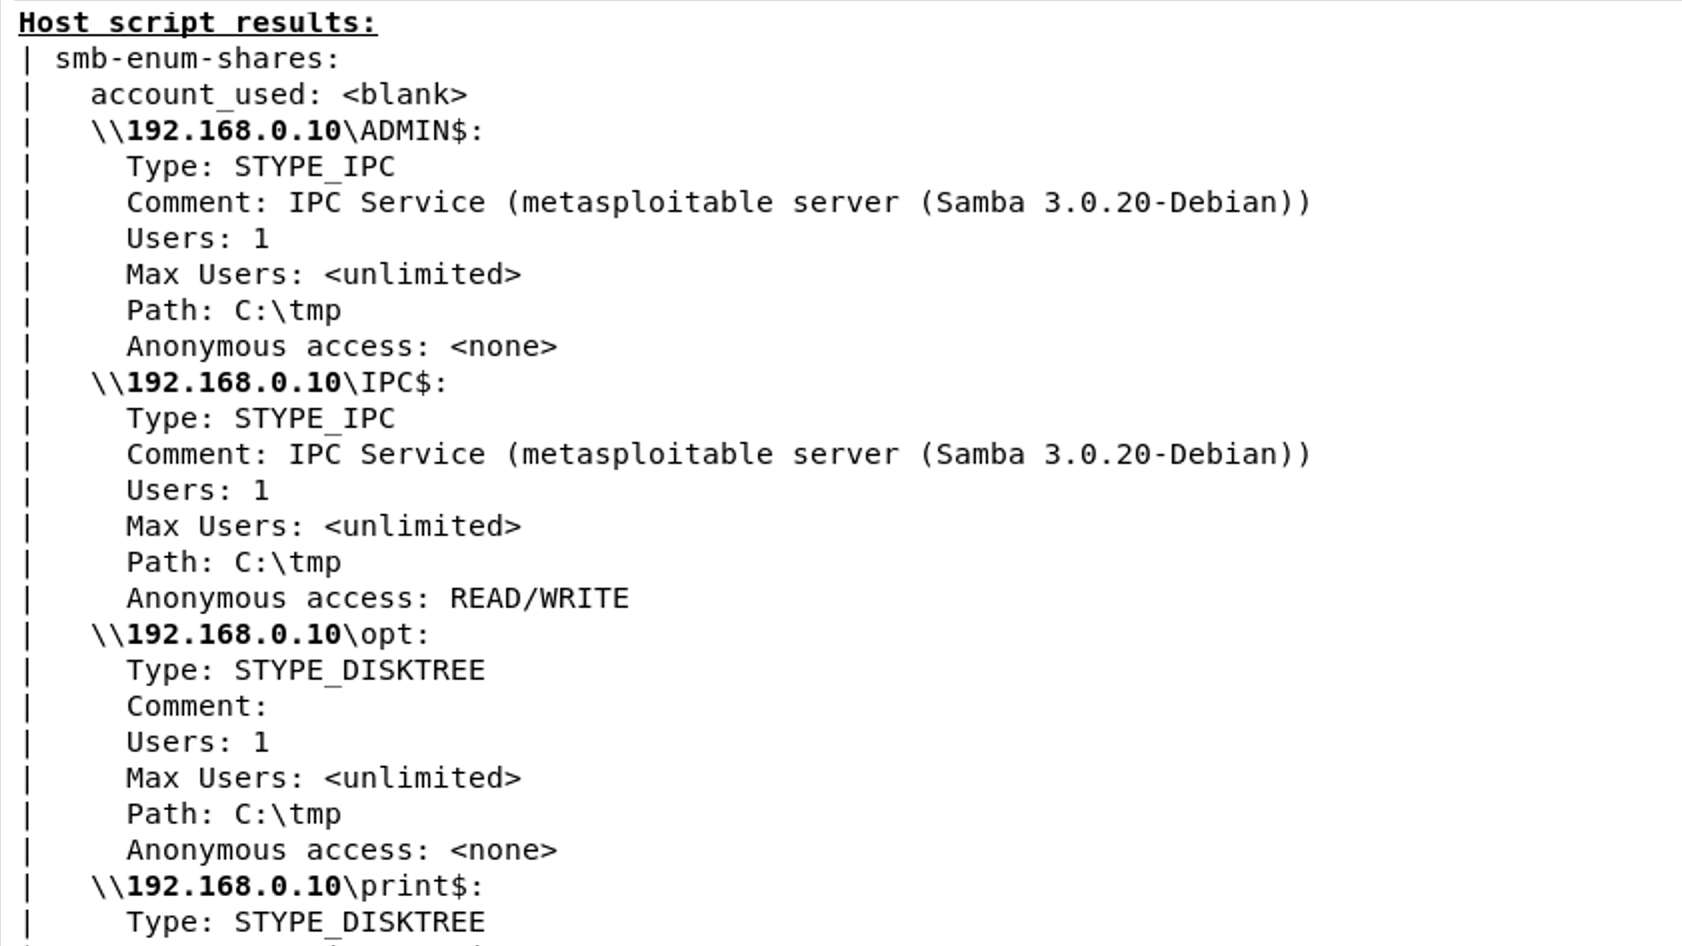 Host script results:
| smb-enum-shares:
|   account_used: <blank>
|   \\192.168.0.10\ADMIN$:
|     Type: STYPE_IPC
|     Comment: IPC Service (metasploitable server (Samba 3.0.20-Debian))
|     Users: 1
|     Max Users: <unlimited>
|     Path: C:\tmp
|     Anonymous access: <none>
|   \\192.168.0.10\IPC$:
|     Type: STYPE_IPC
|     Comment: IPC Service (metasploitable server (Samba 3.0.20-Debian))
|     Users: 1
|     Max Users: <unlimited>
|     Path: C:\tmp
|     Anonymous access: READ/WRITE
|   \\192.168.0.10\opt:
|     Type: STYPE_DISKTREE
|     Comment:
|     Users: 1
|     Max Users: <unlimited>
|     Path: C:\tmp
|     Anonymous access: <none>
|   \\192.168.0.10\print$:
|     Type: STYPE_DISKTREE